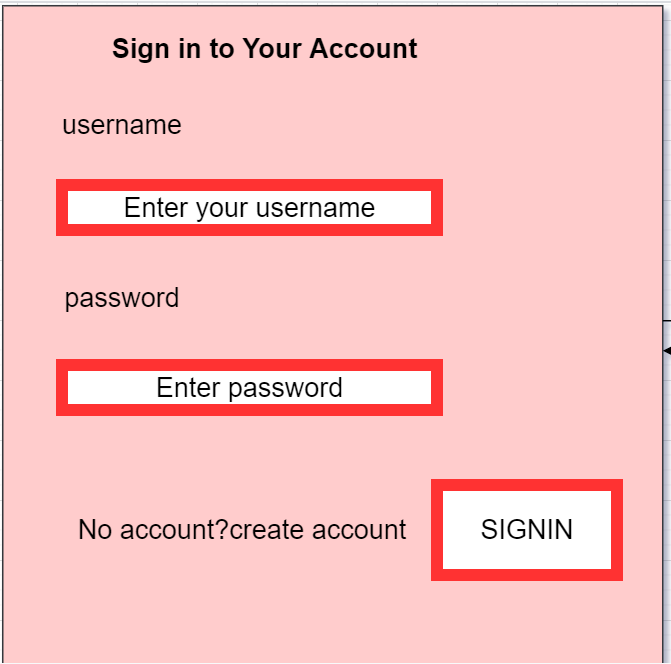 Sign in to Your Account
username
Enter your username
password
Enter password
No account?create account
SIGNIN